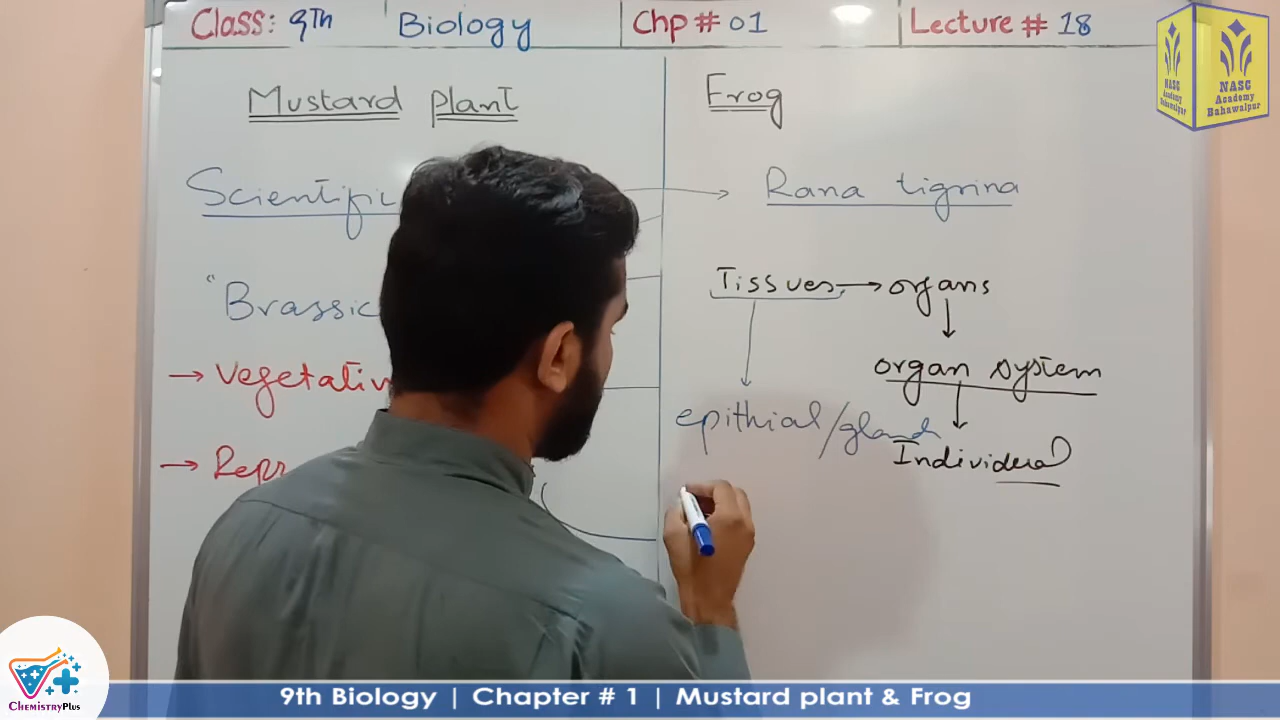 Class: 9Th
Biology
Chp # 01
Lecture # 18
Mustard plant
Scientific
"Brassic
→ Vegetativ
→ Repr
Frog
Rana tigrina
Tissues → organs
organ system
epithial/gland
Individual
NASC
Academy
Bahawalpur
NASC
Academy
Bahawalpur
ChemistryPlus
9th Biology | Chapter # 1 | Mustard plant & Frog